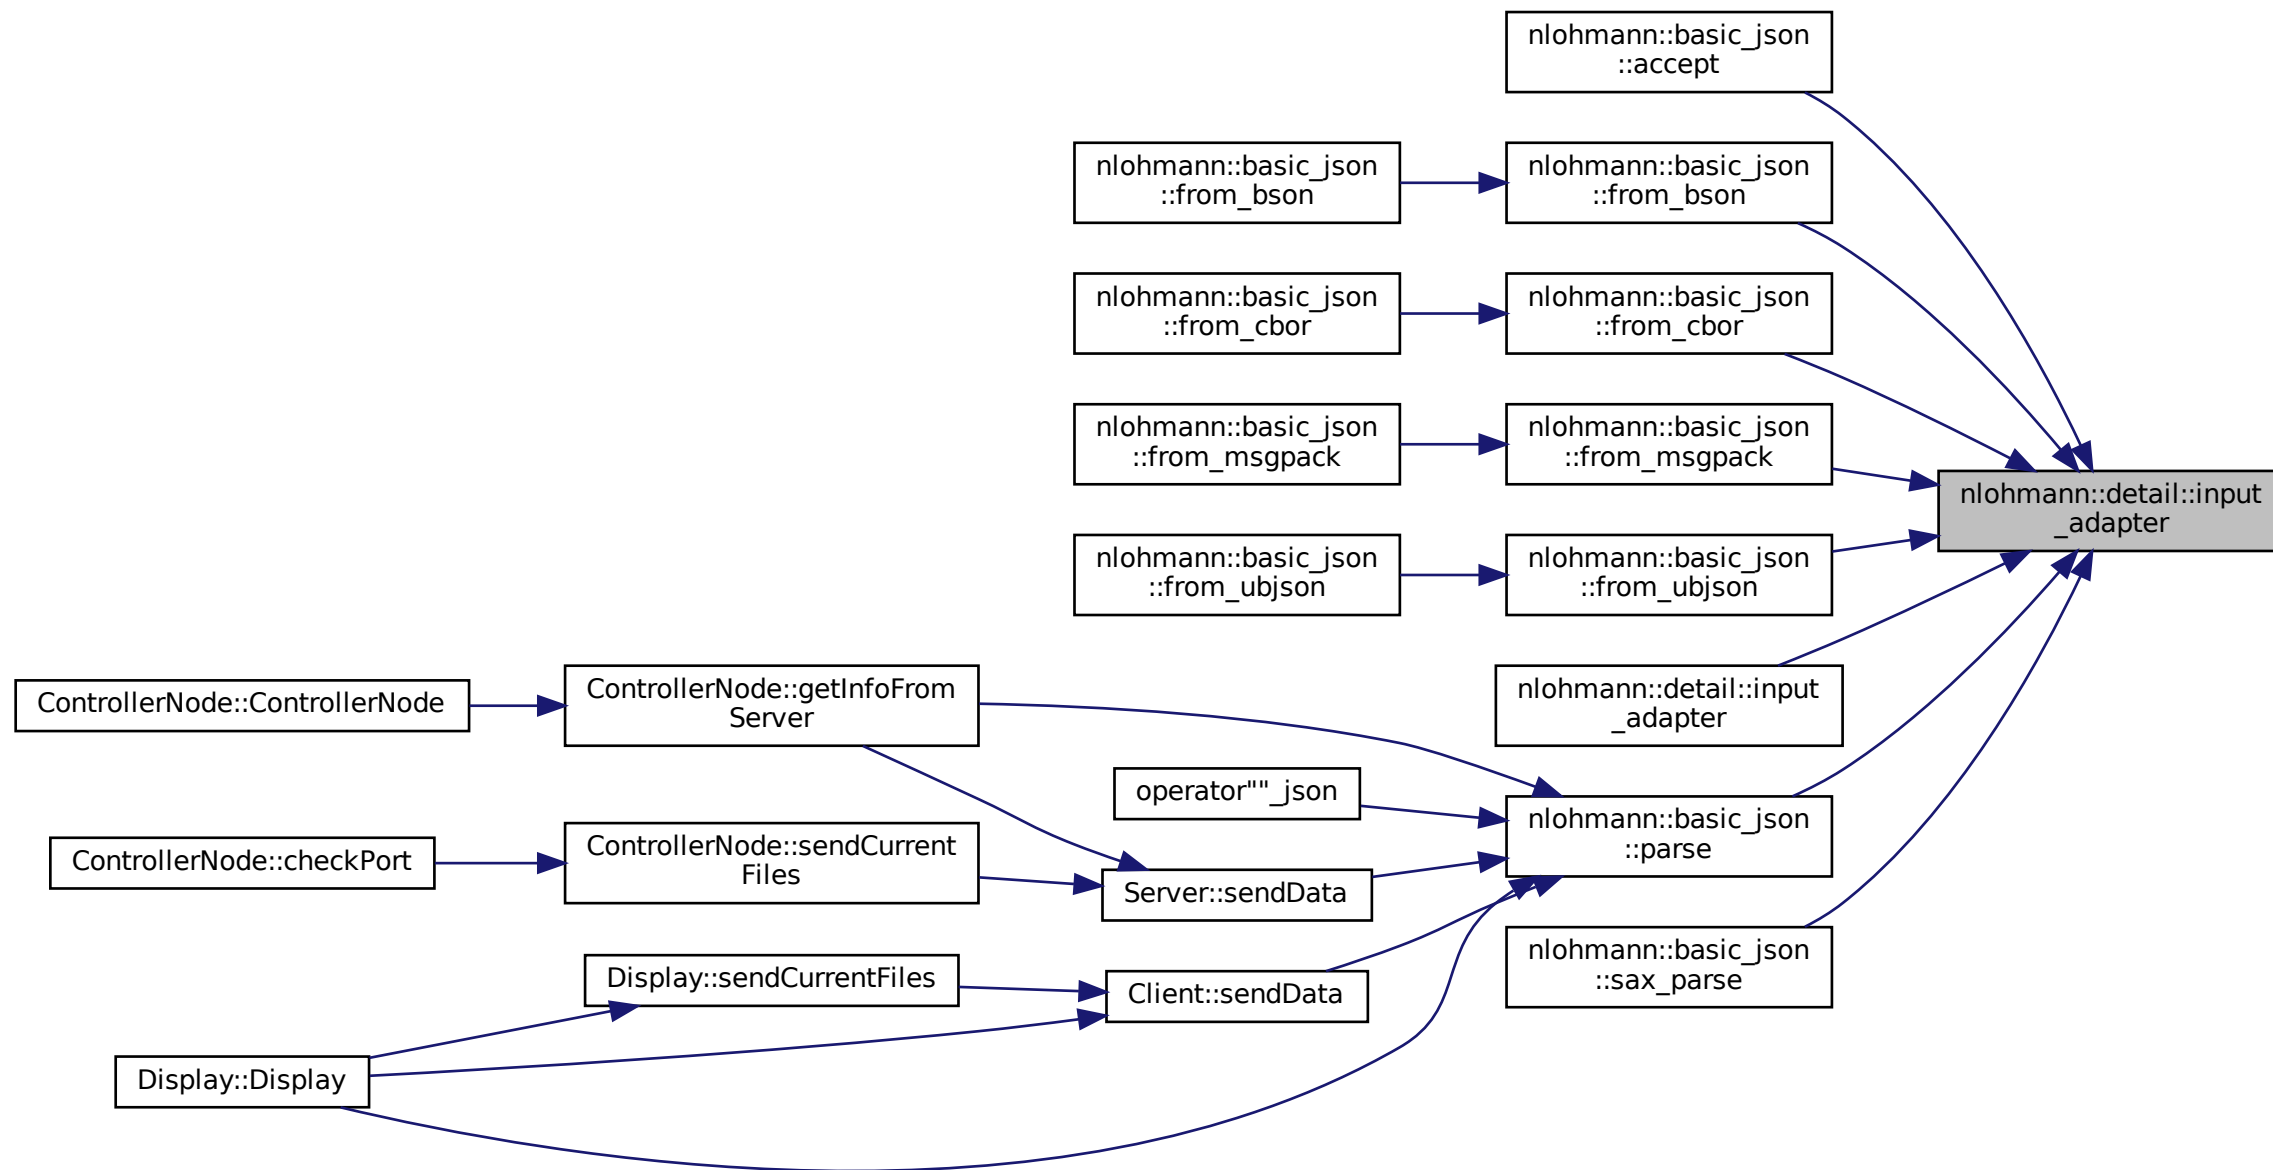 nlohmann::basic_json
::accept
nlohmann::basic_json
::from_bson
nlohmann::basic_json
::from_bson
nlohmann::basic_json
::from_cbor
nlohmann::basic_json
::from_cbor
nlohmann::basic_json
::from_msgpack
nlohmann::basic_json
::from_msgpack
nlohmann::detail::input
_adapter
nlohmann::basic_json
::from_ubjson
nlohmann::basic_json
::from_ubjson
ControllerNode::ControllerNode
ControllerNode::getInfoFrom
Server
nlohmann::detail::input
_adapter
operator""_json
nlohmann::basic_json
::parse
ControllerNode::checkPort
ControllerNode::sendCurrent
Files
Server::sendData
nlohmann::basic_json
::sax_parse
Display::sendCurrentFiles
Client::sendData
Display::Display